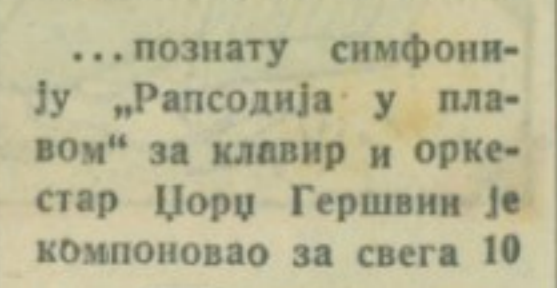 ...познату симфони-
ју „Рапсодија у пла-
вом“ за клавир и орке-
стар Џорџ Гершвин је
компоновао за свега 10